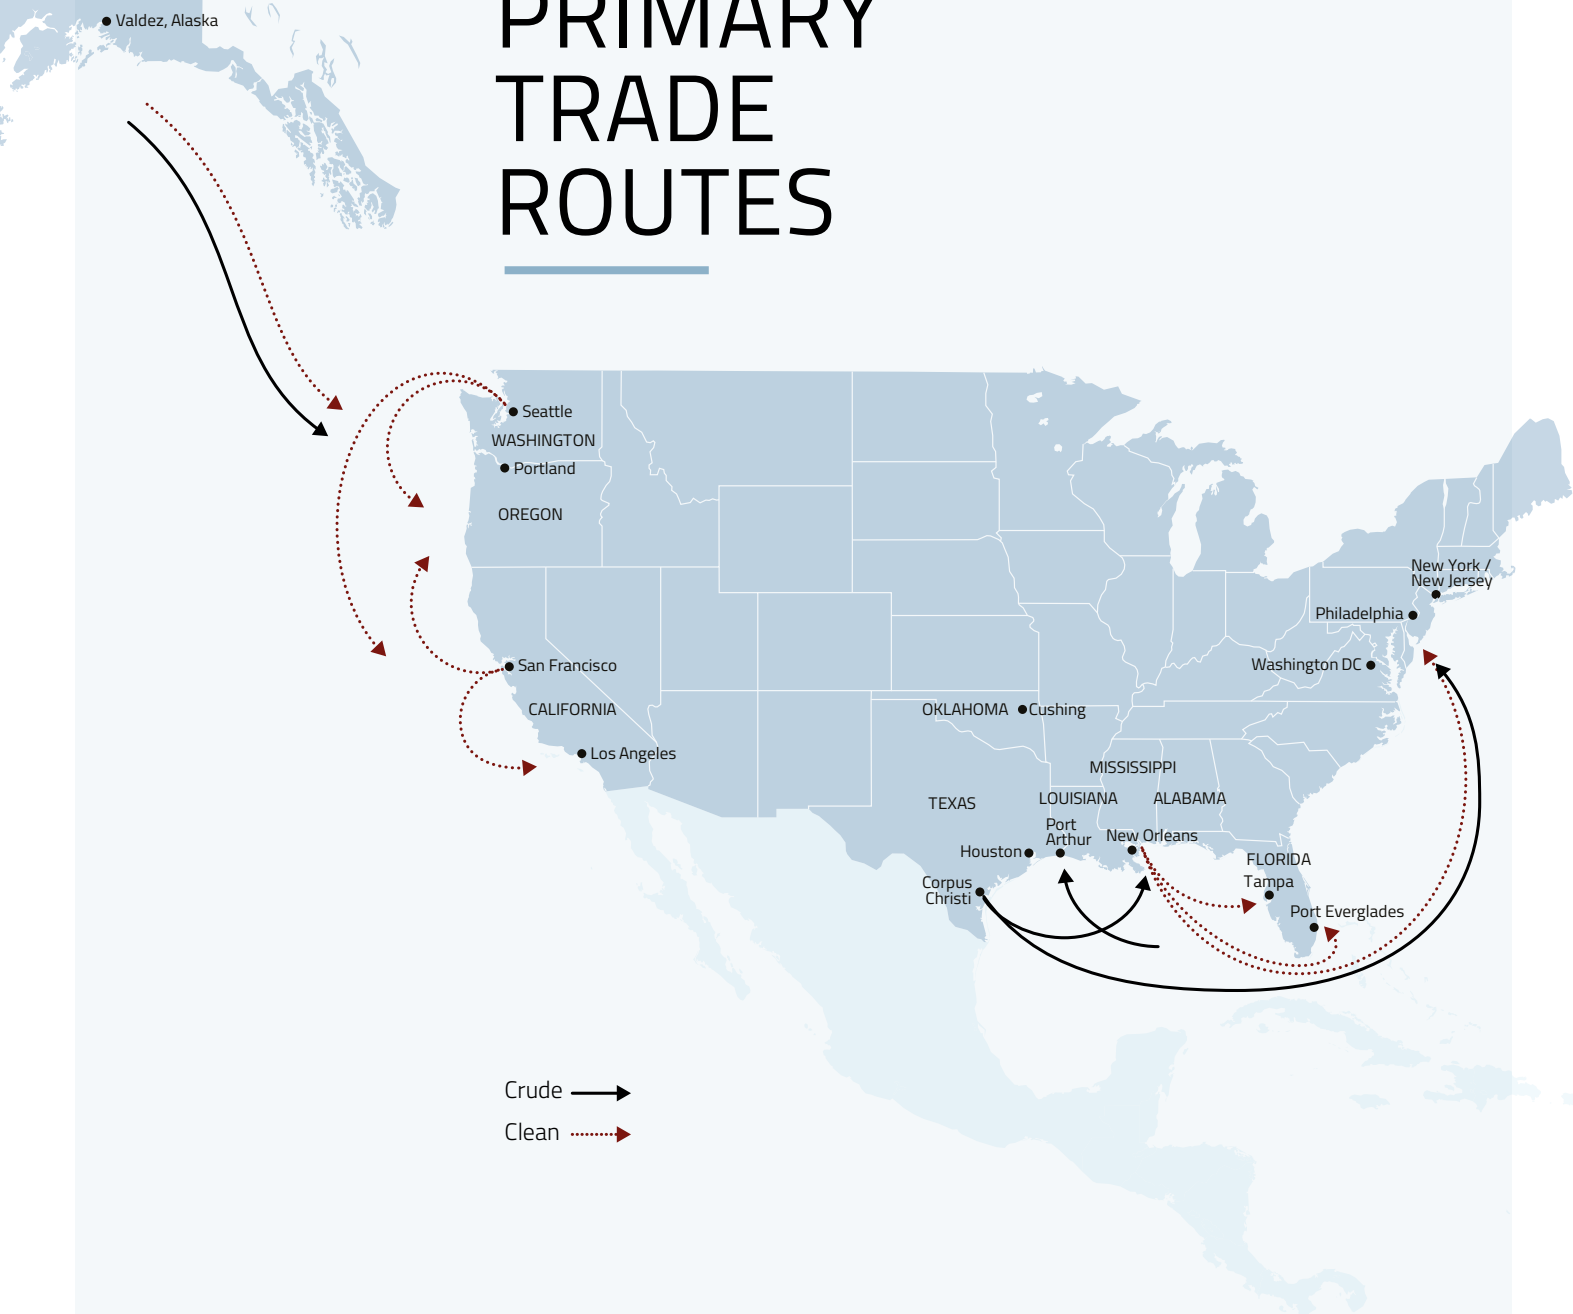 Valdez, Alaska
PRIMARY
TRADE
ROUTES
Seattle
WASHINGTON
Portland
OREGON
New York /
New Jersey
Philadelphia
Washington DC
San Francisco
CALIFORNIA
OKLAHOMA
Cushing
Los Angeles
MISSISSIPPI
TEXAS
LOUISIANA
ALABAMA
Port
Arthur
New Orleans
Houston
FLORIDA
Tampa
Corpus
Christi
Port Everglades
Crude
Clean